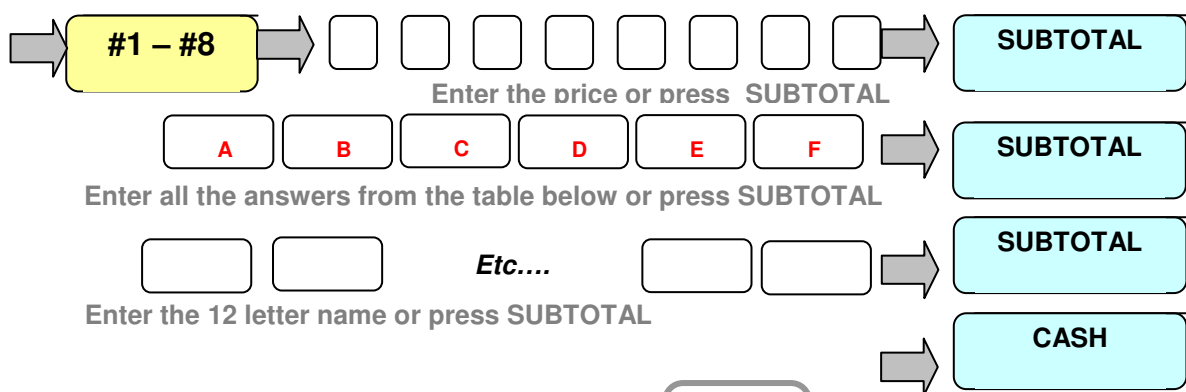 #1 – #8 SUBTOTAL
Enter the price or press SUBTOTAL
A B C D E F SUBTOTAL
Enter all the answers from the table below or press SUBTOTAL
Etc.... SUBTOTAL
Enter the 12 letter name or press SUBTOTAL
CASH